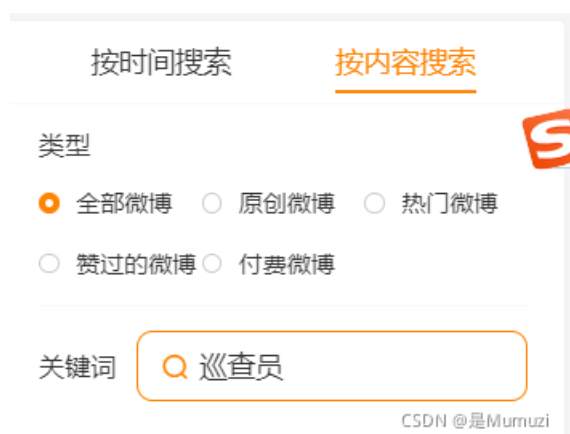 按时间搜索 按内容搜索
类型
全部微博 原创微博 热门微博
赞过的微博 付费微博
关键词 巡查员
CSDN @是Mumuzi